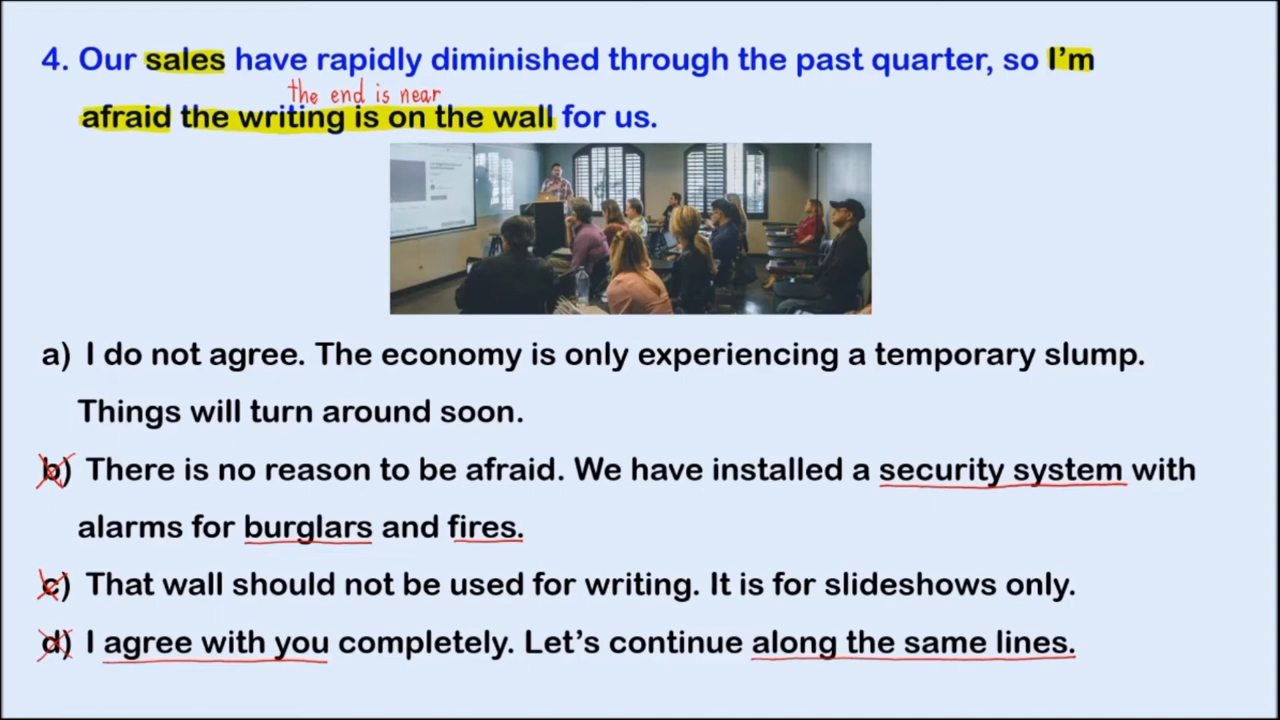 4. Our sales have rapidly diminished through the past quarter, so I’m
the end is near
afraid the writing is on the wall for us.
a) I do not agree. The economy is only experiencing a temporary slump.
Things will turn around soon.
b) There is no reason to be afraid. We have installed a security system with
alarms for burglars and fires.
c) That wall should not be used for writing. It is for slideshows only.
d) I agree with you completely. Let’s continue along the same lines.